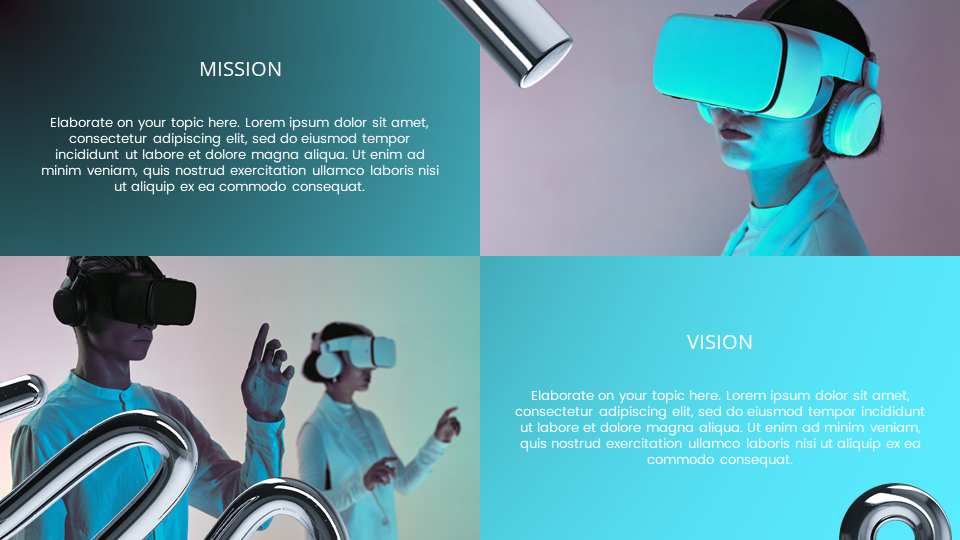 MISSION
Elaborate on your topic here. Lorem ipsum dolor sit amet,
consectetur adipiscing elit, sed do eiusmod tempor
incididunt ut labore et dolore magna aliqua. Ut enim ad
minim veniam, quis nostrud exercitation ullamco laboris nisi
ut aliquip ex ea commodo consequat.
VISION
Elaborate on your topic here. Lorem ipsum dolor sit amet,
consectetur adipiscing elit, sed do eiusmod tempor incididunt
ut labore et dolore magna aliqua. Ut enim ad minim veniam,
quis nostrud exercitation ullamco laboris nisi ut aliquip ex ea
commodo consequat.